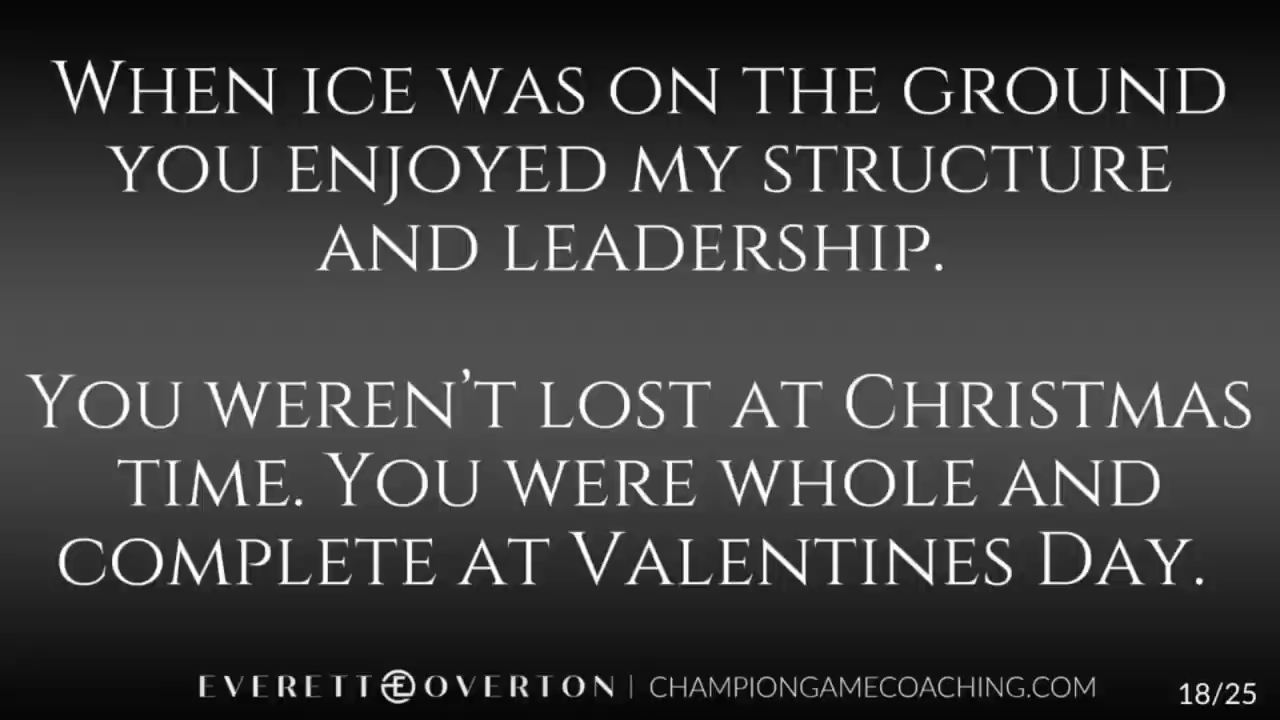 When ice was on the ground
you enjoyed my structure
and leadership.
You weren't lost at Christmas
time. You were whole and
complete at Valentines Day.
EVERETT OVERTON | CHAMPIONGAMECOACHING.COM
18/25